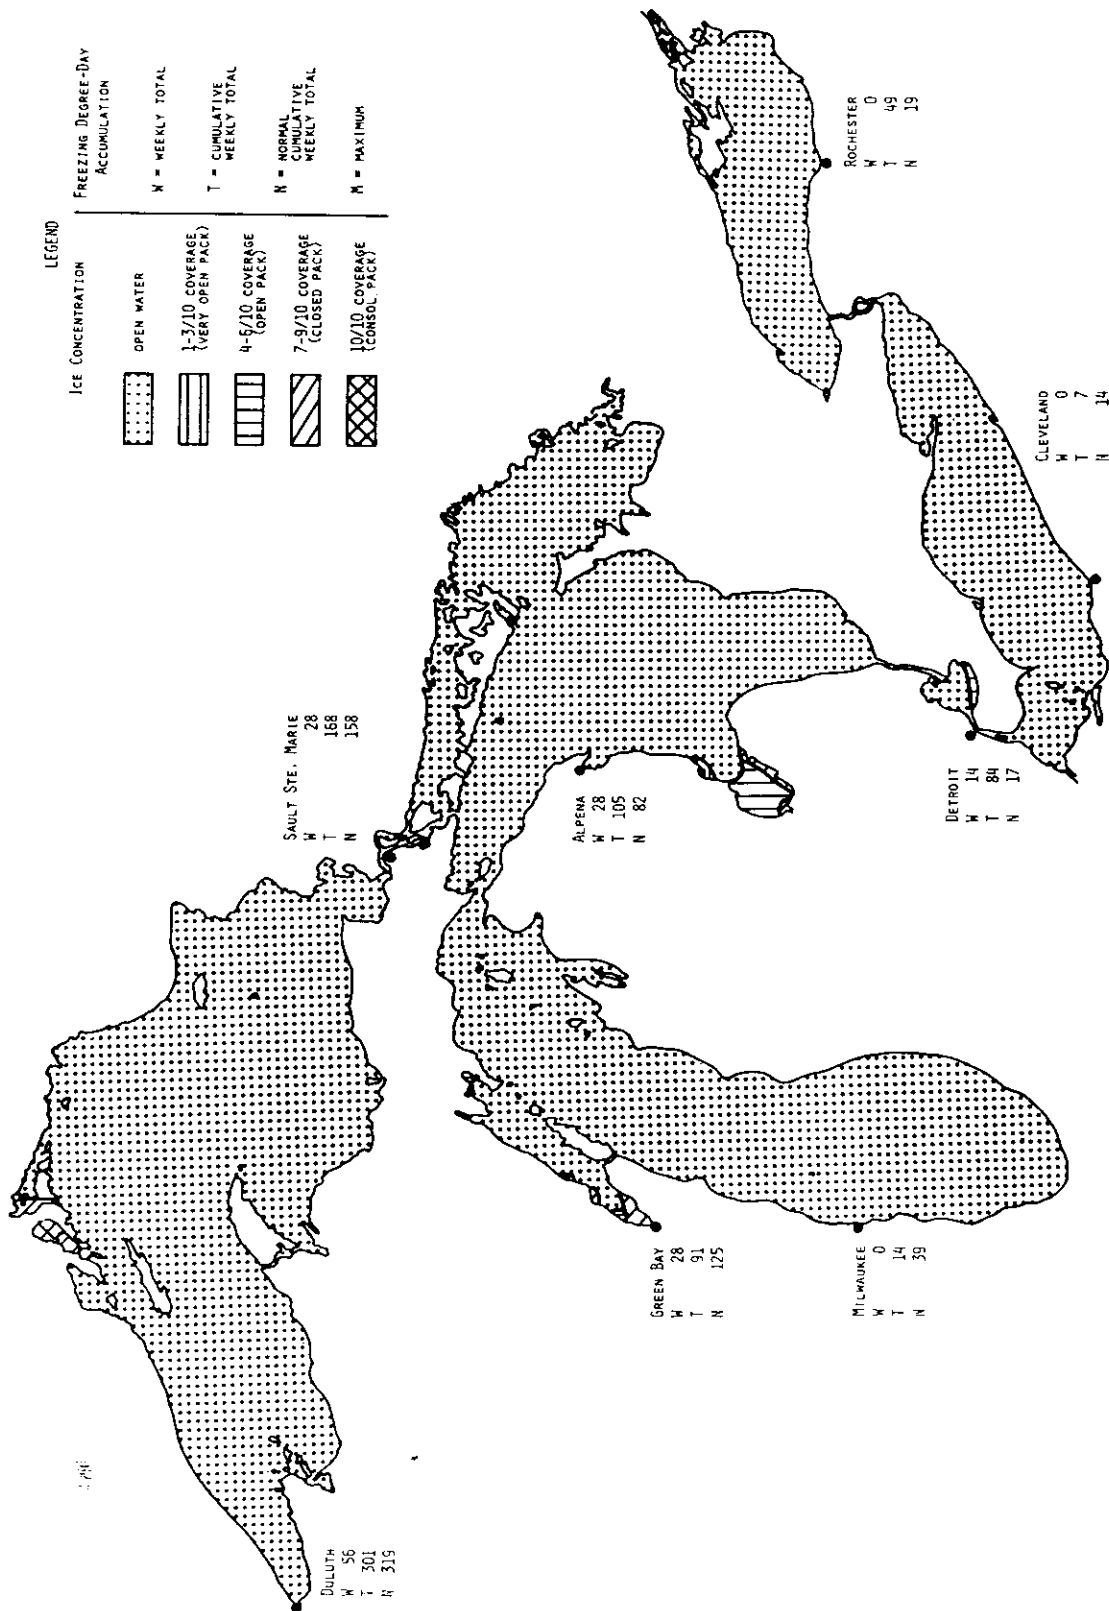 LEGEND
ICE CONCENTRATION
OPEN WATER
1-3/10 COVERAGE
(VERY OPEN PACK)
4-6/10 COVERAGE
(OPEN PACK)
7-9/10 COVERAGE
(CLOSED PACK)
10/10 COVERAGE
(CONSOL. PACK)
FREEZING DEGREE-DAY
ACCUMULATION
W = WEEKLY TOTAL
T = CUMULATIVE
WEEKLY TOTAL
N = NORMAL
CUMULATIVE
WEEKLY TOTAL
M = MAXIMUM
DULUTH
W 56
T 301
N 319
SAULT STE. MARIE
W 28
T 168
N 158
GREEN BAY
W 28
T 91
N 125
MILWAUKEE
W 0
T 14
N 39
ALPENA
W 28
T 105
N 82
DETROIT
W 14
T 84
N 17
CLEVELAND
W 0
T 7
N 14
ROCHESTER
W 0
T 49
N 19